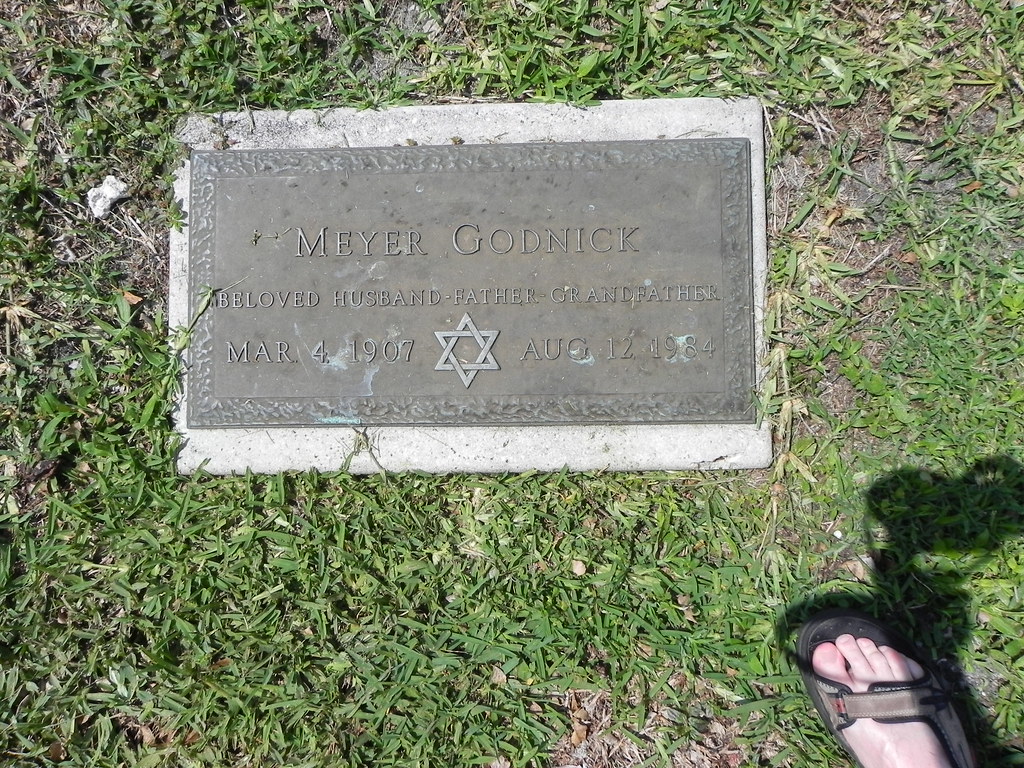 MEYER GODNICK
BELOVED HUSBAND-FATHER-GRANDFATHER
MAR. 4, 1907 AUG. 12, 1984